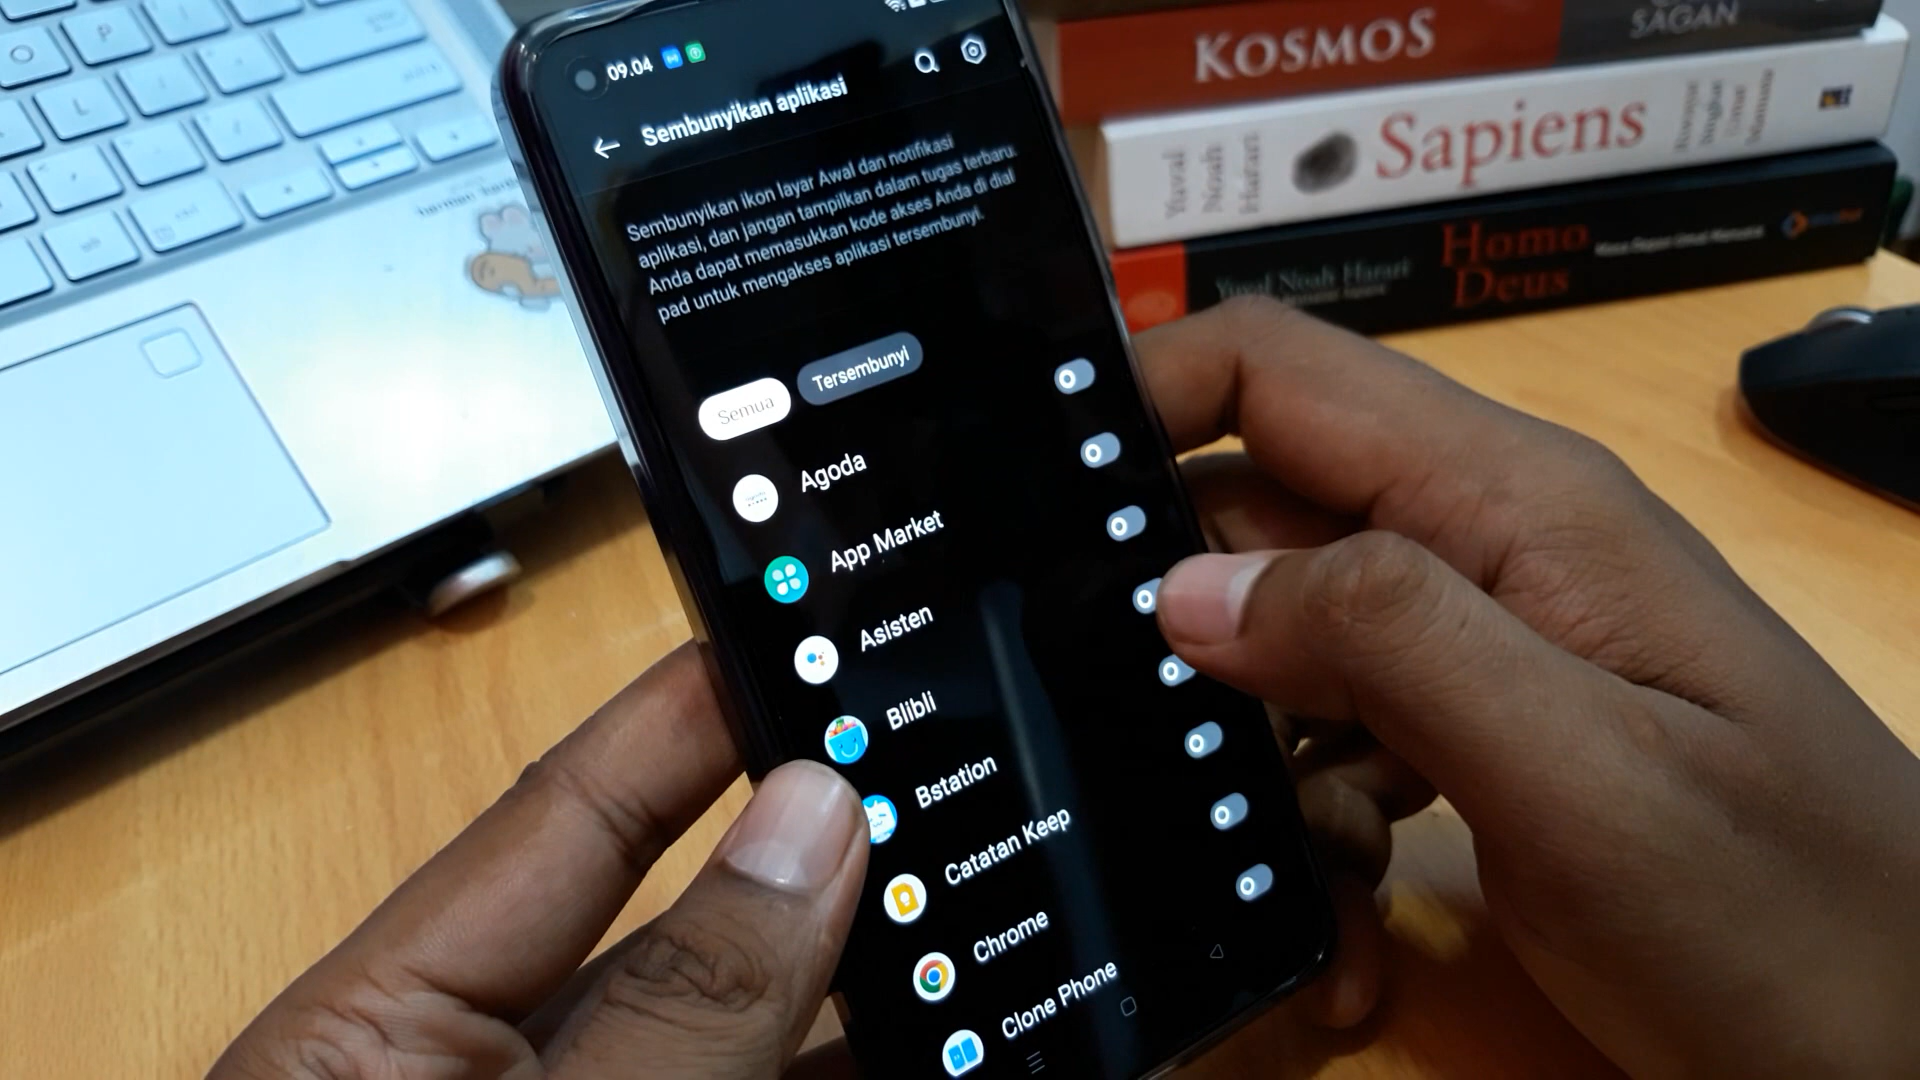 09.04
Sembunyikan aplikasi
Sembunyikan ikon layar Awal dan notifikasi
aplikasi, dan jangan tampilkan dalam tugas terbaru.
Anda dapat memasukkan kode akses Anda di dial
pad untuk mengakses aplikasi tersembunyi.
Semua
Tersembunyi
Agoda
App Market
Asisten
Blibli
Bstation
Catatan Keep
Chrome
Clone Phone
KOSMOS
SAGAN
Yuval
Noah
Harari
Sapiens
Yuval Noah Harari
Homo
Deus
O
P
L
harman